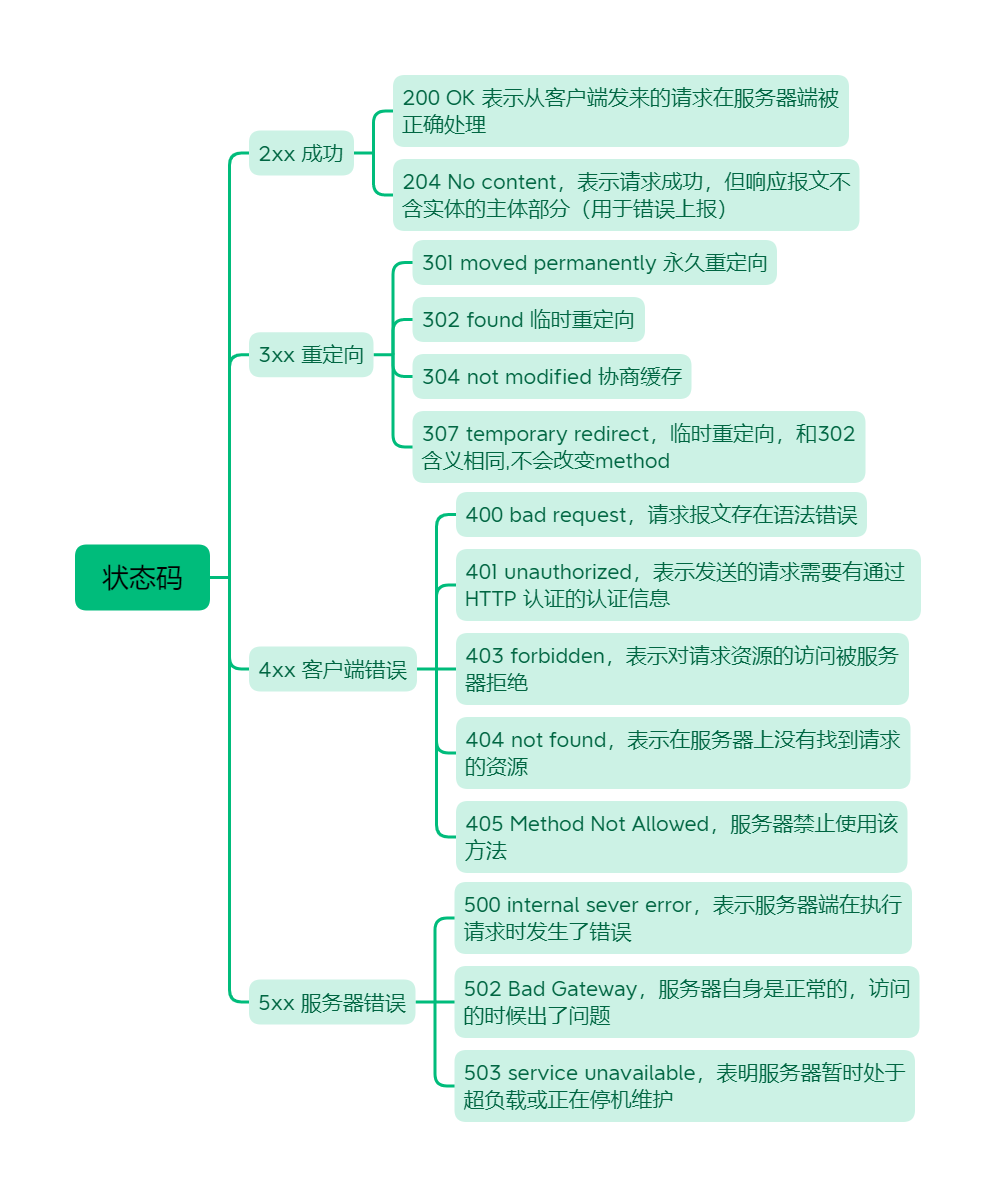 状态码
2xx 成功
200 OK 表示从客户端发来的请求在服务器端被
正确处理
204 No content，表示请求成功，但响应报文不
含实体的主体部分（用于错误上报）
3xx 重定向
301 moved permanently 永久重定向
302 found 临时重定向
304 not modified 协商缓存
307 temporary redirect，临时重定向，和302
含义相同,不会改变method
4xx 客户端错误
400 bad request，请求报文存在语法错误
401 unauthorized，表示发送的请求需要有通过
HTTP 认证的认证信息
403 forbidden，表示对请求资源的访问被服务
器拒绝
404 not found，表示在服务器上没有找到请求
的资源
405 Method Not Allowed，服务器禁止使用该
方法
5xx 服务器错误
500 internal sever error，表示服务器端在执行
请求时发生了错误
502 Bad Gateway，服务器自身是正常的，访问
的时候出了问题
503 service unavailable，表明服务器暂时处于
超负载或正在停机维护